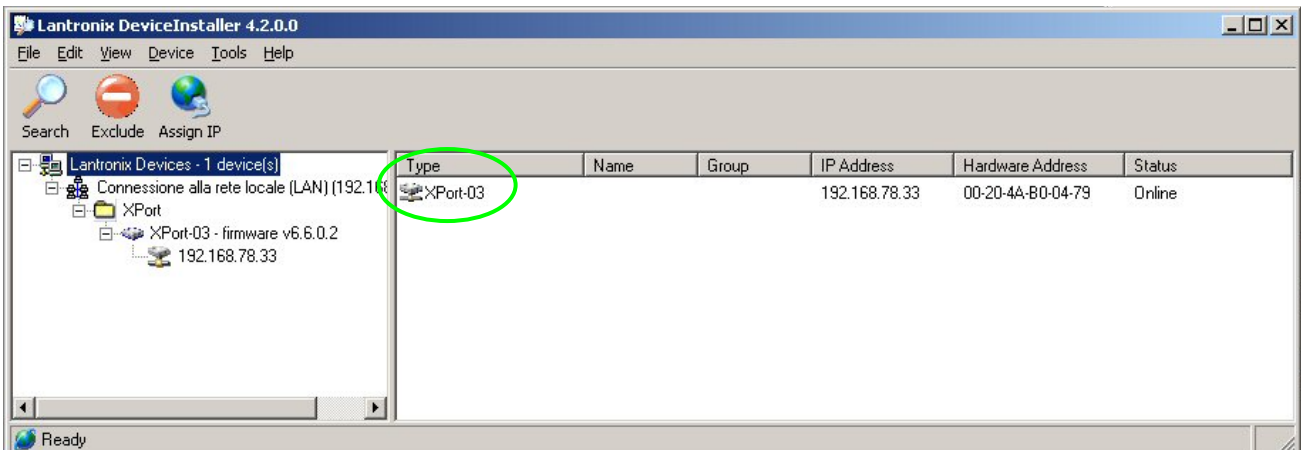 Lantronix DeviceInstaller 4.2.0.0
File Edit View Device Tools Help
Search Exclude Assign IP
Lantronix Devices - 1 device(s)
Connessione alla rete locale (LAN) (192.168
XPort
XPort-03 - firmware v6.6.0.2
192.168.78.33
Type Name Group IP Address Hardware Address Status
XPort-03 192.168.78.33 00-20-4A-B0-04-79 Online
Ready